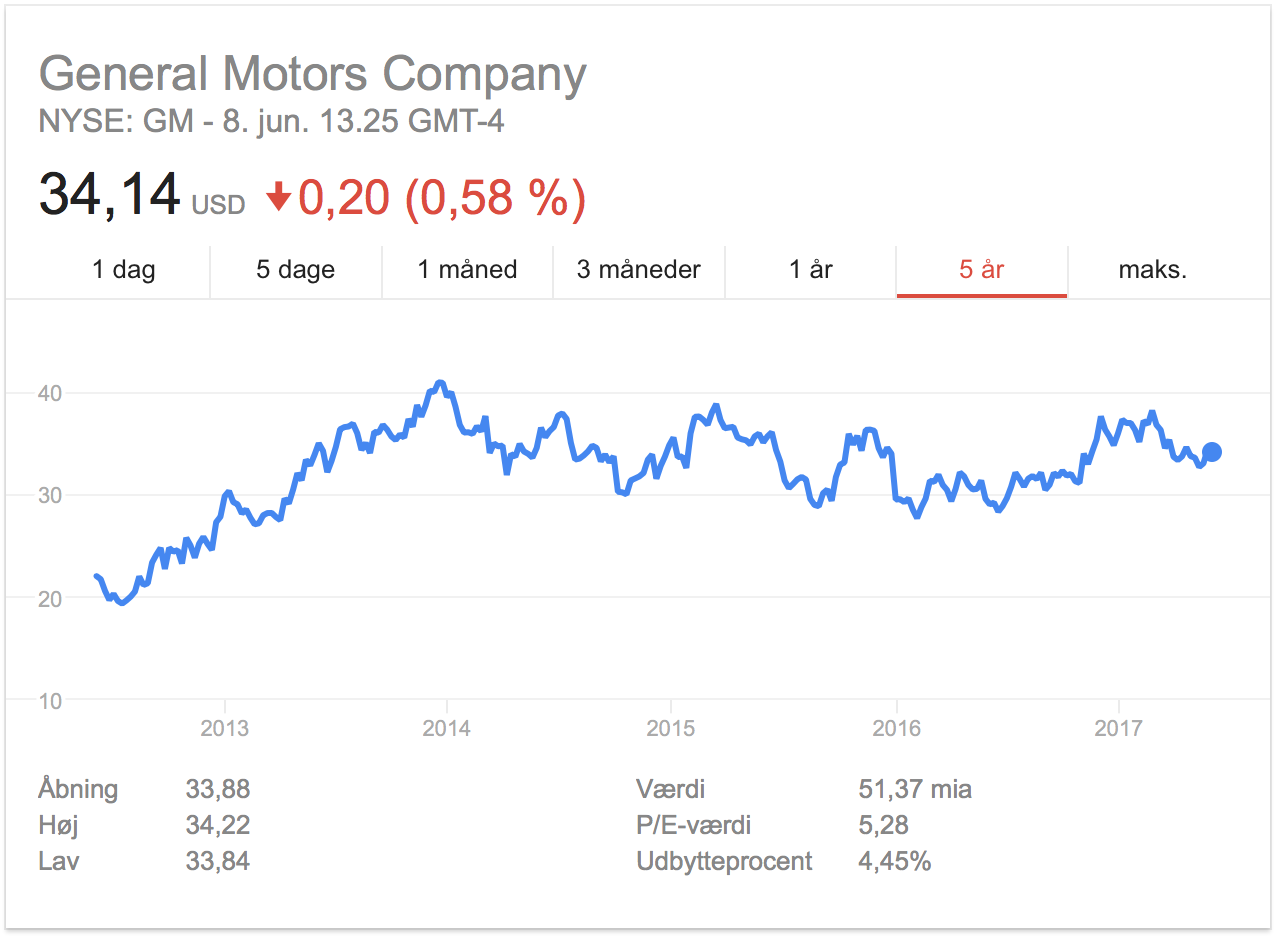 General Motors Company
NYSE: GM - 8. jun. 13.25 GMT-4
34,14 USD 0,20 (0,58 %)
1 dag 5 dage 1 måned 3 måneder 1 år 5 år maks.
40
30
20
10
2013 2014 2015 2016 2017
Åbning 33,88 Værdi 51,37 mia
Høj 34,22 P/E-værdi 5,28
Lav 33,84 Udbytteprocent 4,45%